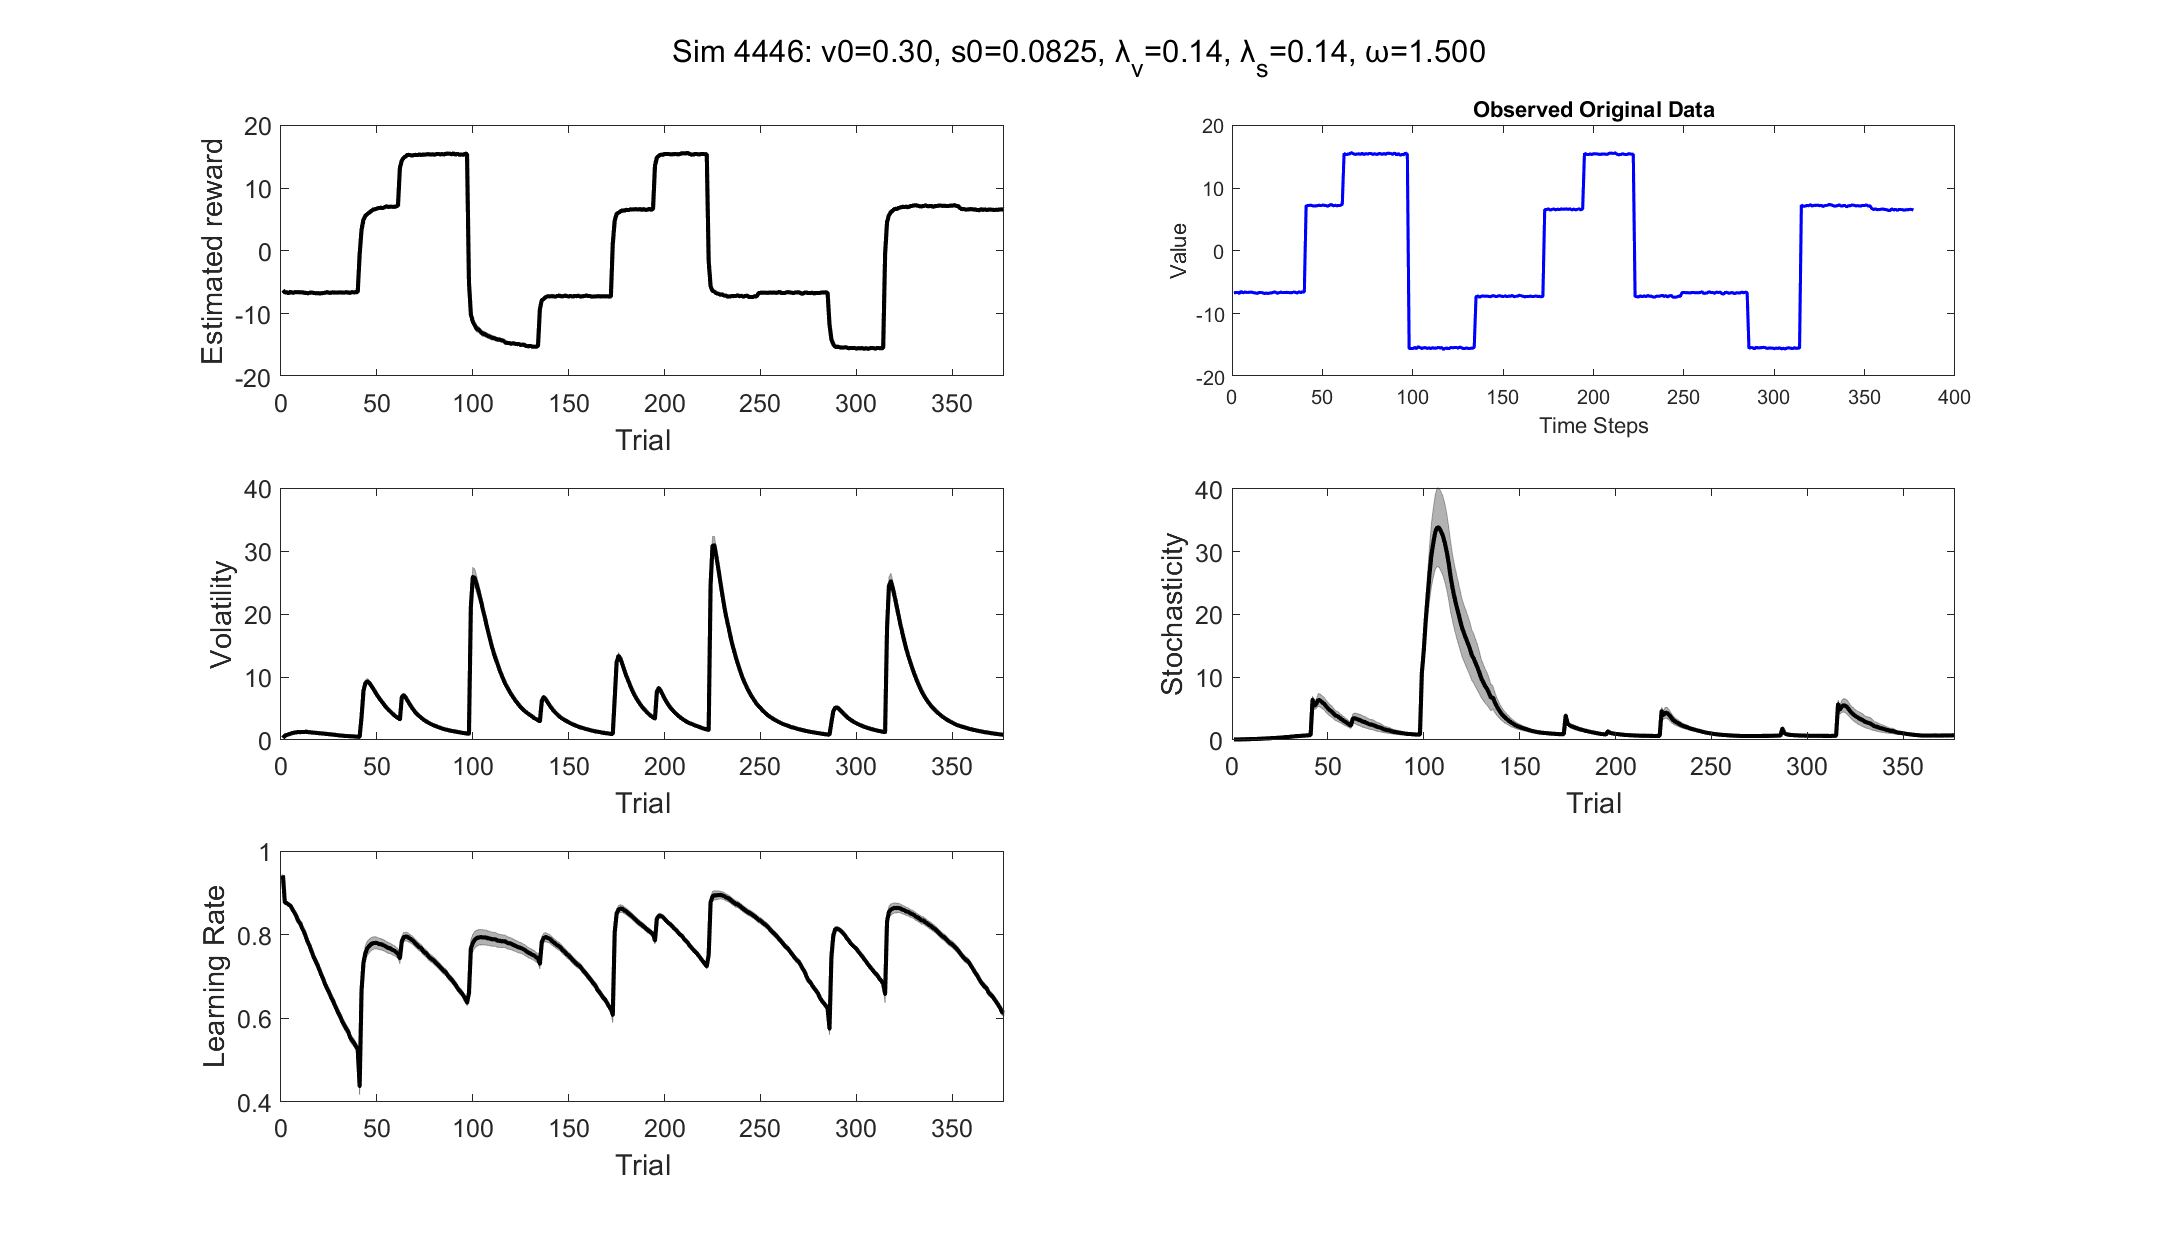 Sim 4446: v0=0.30, s0=0.0825, λ_v=0.14, λ_s=0.14, ω=1.500
20
10
0
-10
-20
Estimated reward
0 50 100 150 200 250 300 350
Trial
Observed Original Data
20
10
0
-10
-20
Value
0 50 100 150 200 250 300 350 400
Time Steps
40
30
20
10
0
Volatility
0 50 100 150 200 250 300 350
Trial
40
30
20
10
0
Stochasticity
0 50 100 150 200 250 300 350
Trial
1
0.8
0.6
0.4
Learning Rate
0 50 100 150 200 250 300 350
Trial